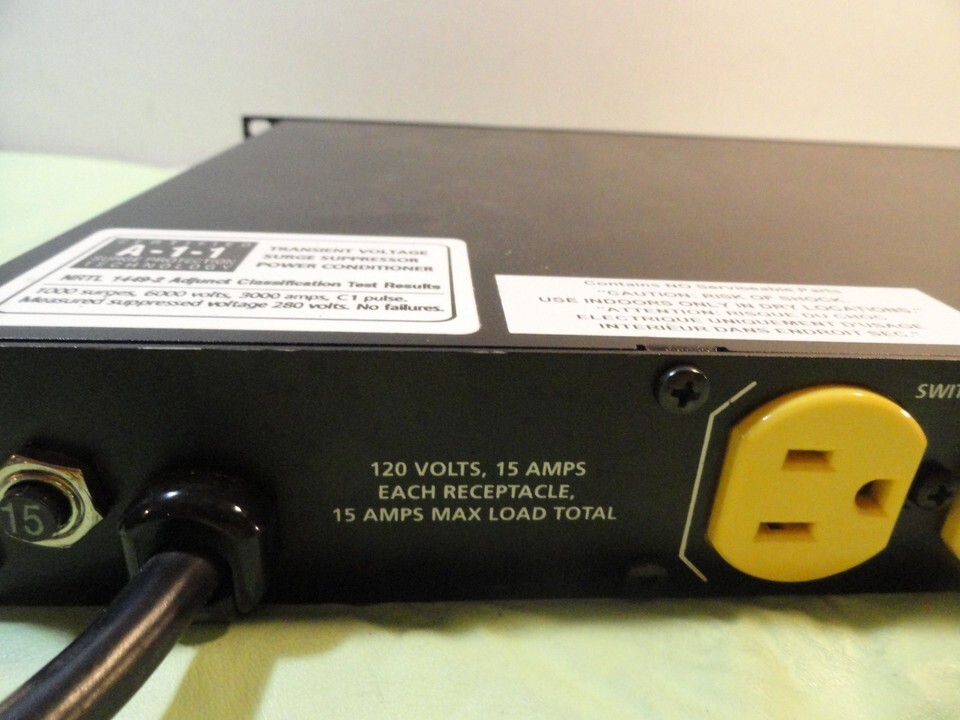 CERTIFIED
A-1-1
SURGE PROTECTION
TECHNOLOGY
TRANSIENT VOLTAGE
SURGE SUPPRESSOR
POWER CONDITIONER
NRTL 1449-2 Adjunct Classification Test Results
1000 surges, 6000 volts, 3000 amps, C1 pulse.
Measured suppressed voltage 280 volts. No failures.
Contains NO Serviceable Parts
"CAUTION, RISK OF SHOCK
USE INDOORS ONLY IN DRY LOCATIONS."
"ATTENTION, RISQUE DU CHOC
ELECTRIQUE UNIQUEMENT D'USAGE
INTERIEUR DANS ENDROIT SEC."
SWIT
120 VOLTS, 15 AMPS
EACH RECEPTACLE,
15 AMPS MAX LOAD TOTAL
15